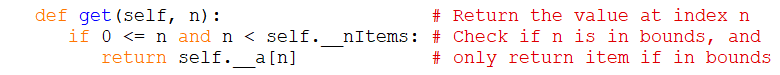 def get(self, n):                     # Return the value at index n
   if 0 <= n and n < self.__nItems: # Check if n is in bounds, and
      return self.__a[n]            # only return item if in bounds